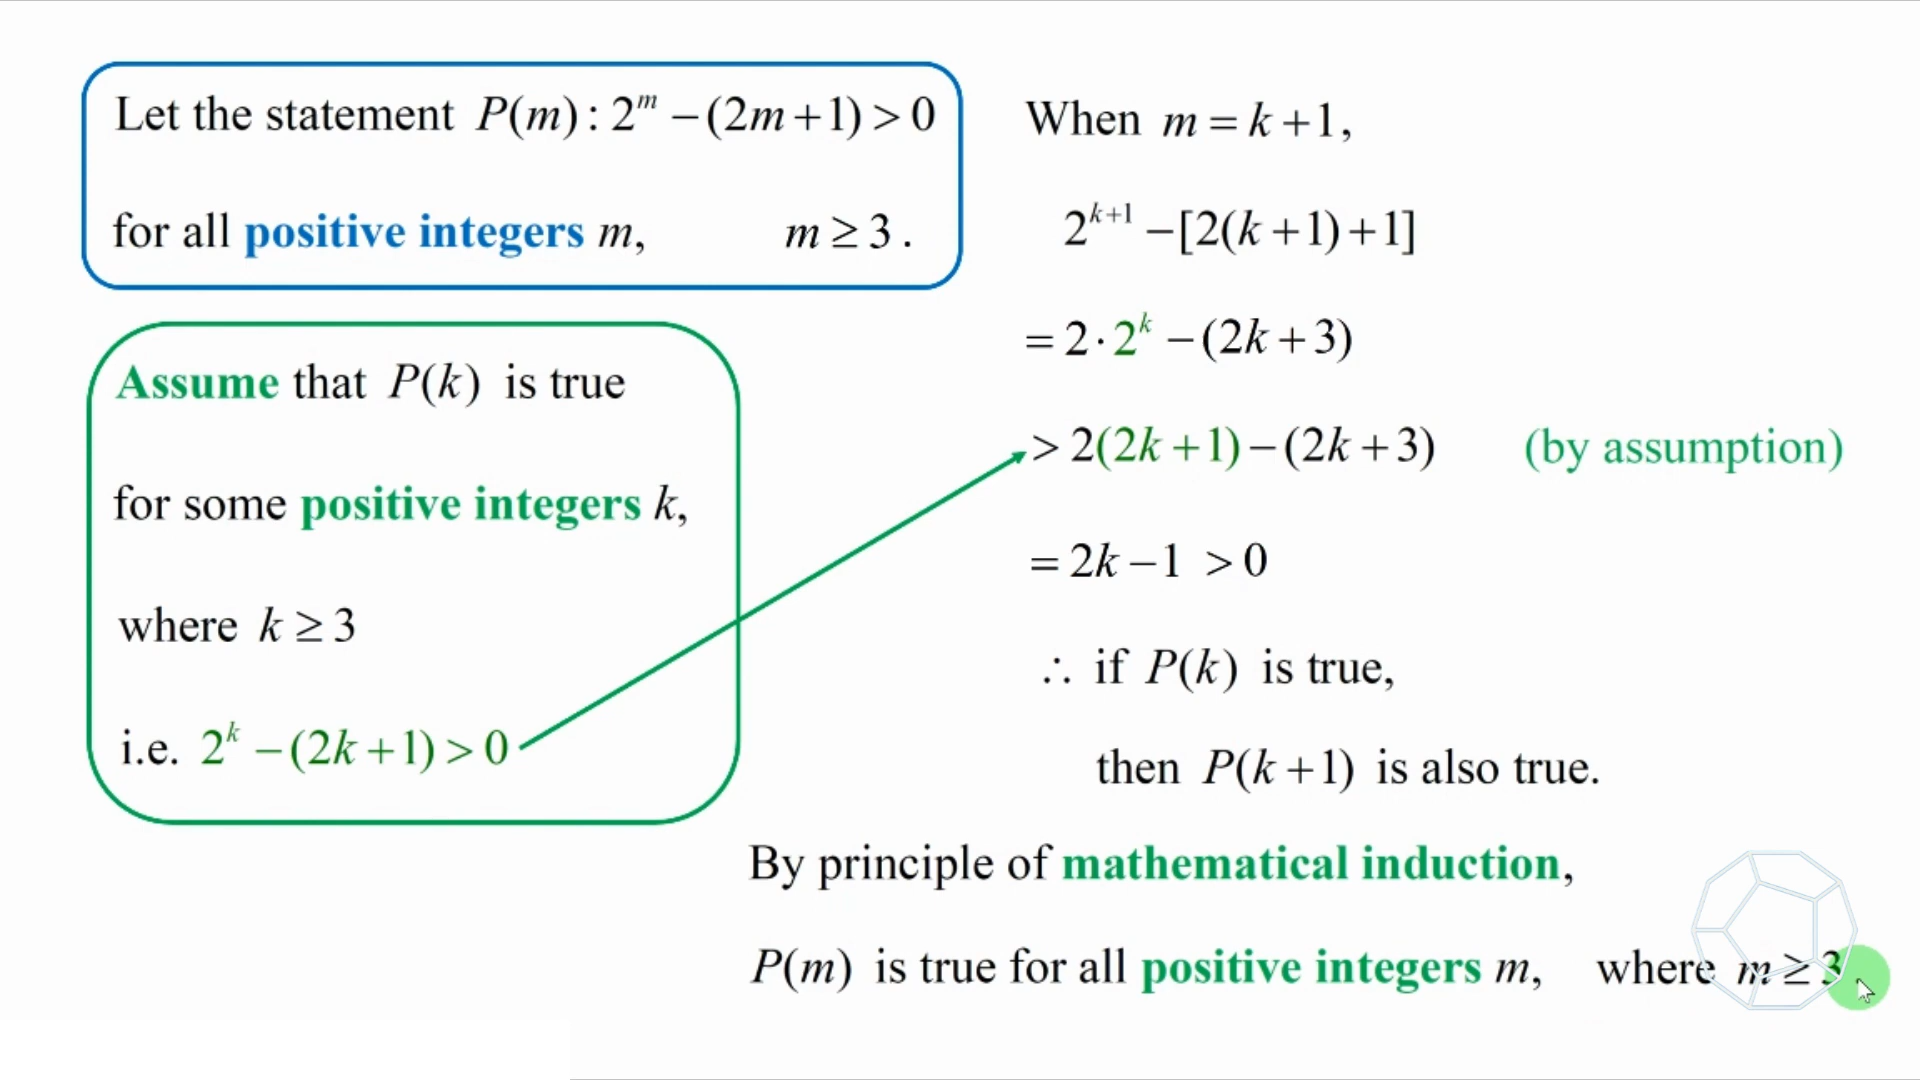 Let the statement P(m) : 2^m − (2m + 1) > 0
for all positive integers m, m ≥ 3 .
Assume that P(k) is true
for some positive integers k,
where k ≥ 3
i.e. 2^k − (2k + 1) > 0
When m = k + 1,
2^{k+1} − [2(k + 1) + 1]
= 2 · 2^k − (2k + 3)
> 2(2k + 1) − (2k + 3) (by assumption)
= 2k − 1 > 0
∴ if P(k) is true,
then P(k + 1) is also true.
By principle of mathematical induction,
P(m) is true for all positive integers m, where m ≥ 3